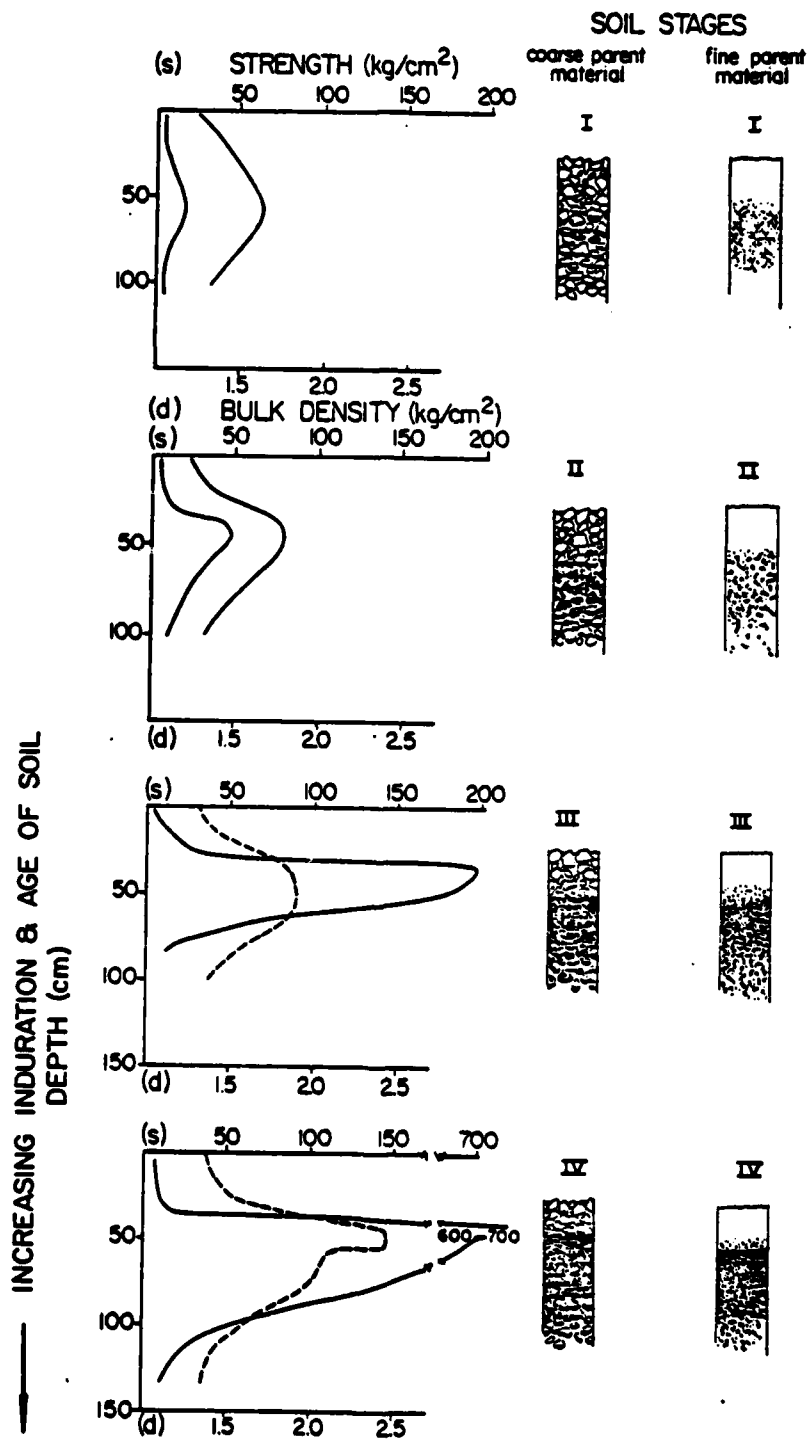 SOIL STAGES
coarse parent material
fine parent material
(s) STRENGTH (kg/cm²)
50 100 150 200
I I
50
100
1.5 2.0 2.5
(d) BULK DENSITY (kg/cm²)
(s) 50 100 150 200
II II
50
100
(d) 1.5 2.0 2.5
(s) 50 100 150 200
III III
50
100
150
(d) 1.5 2.0 2.5
(s) 50 100 150 700
IV IV
50
600-700
100
150
(d) 1.5 2.0 2.5
INCREASING INDURATION & AGE OF SOIL
DEPTH (cm)